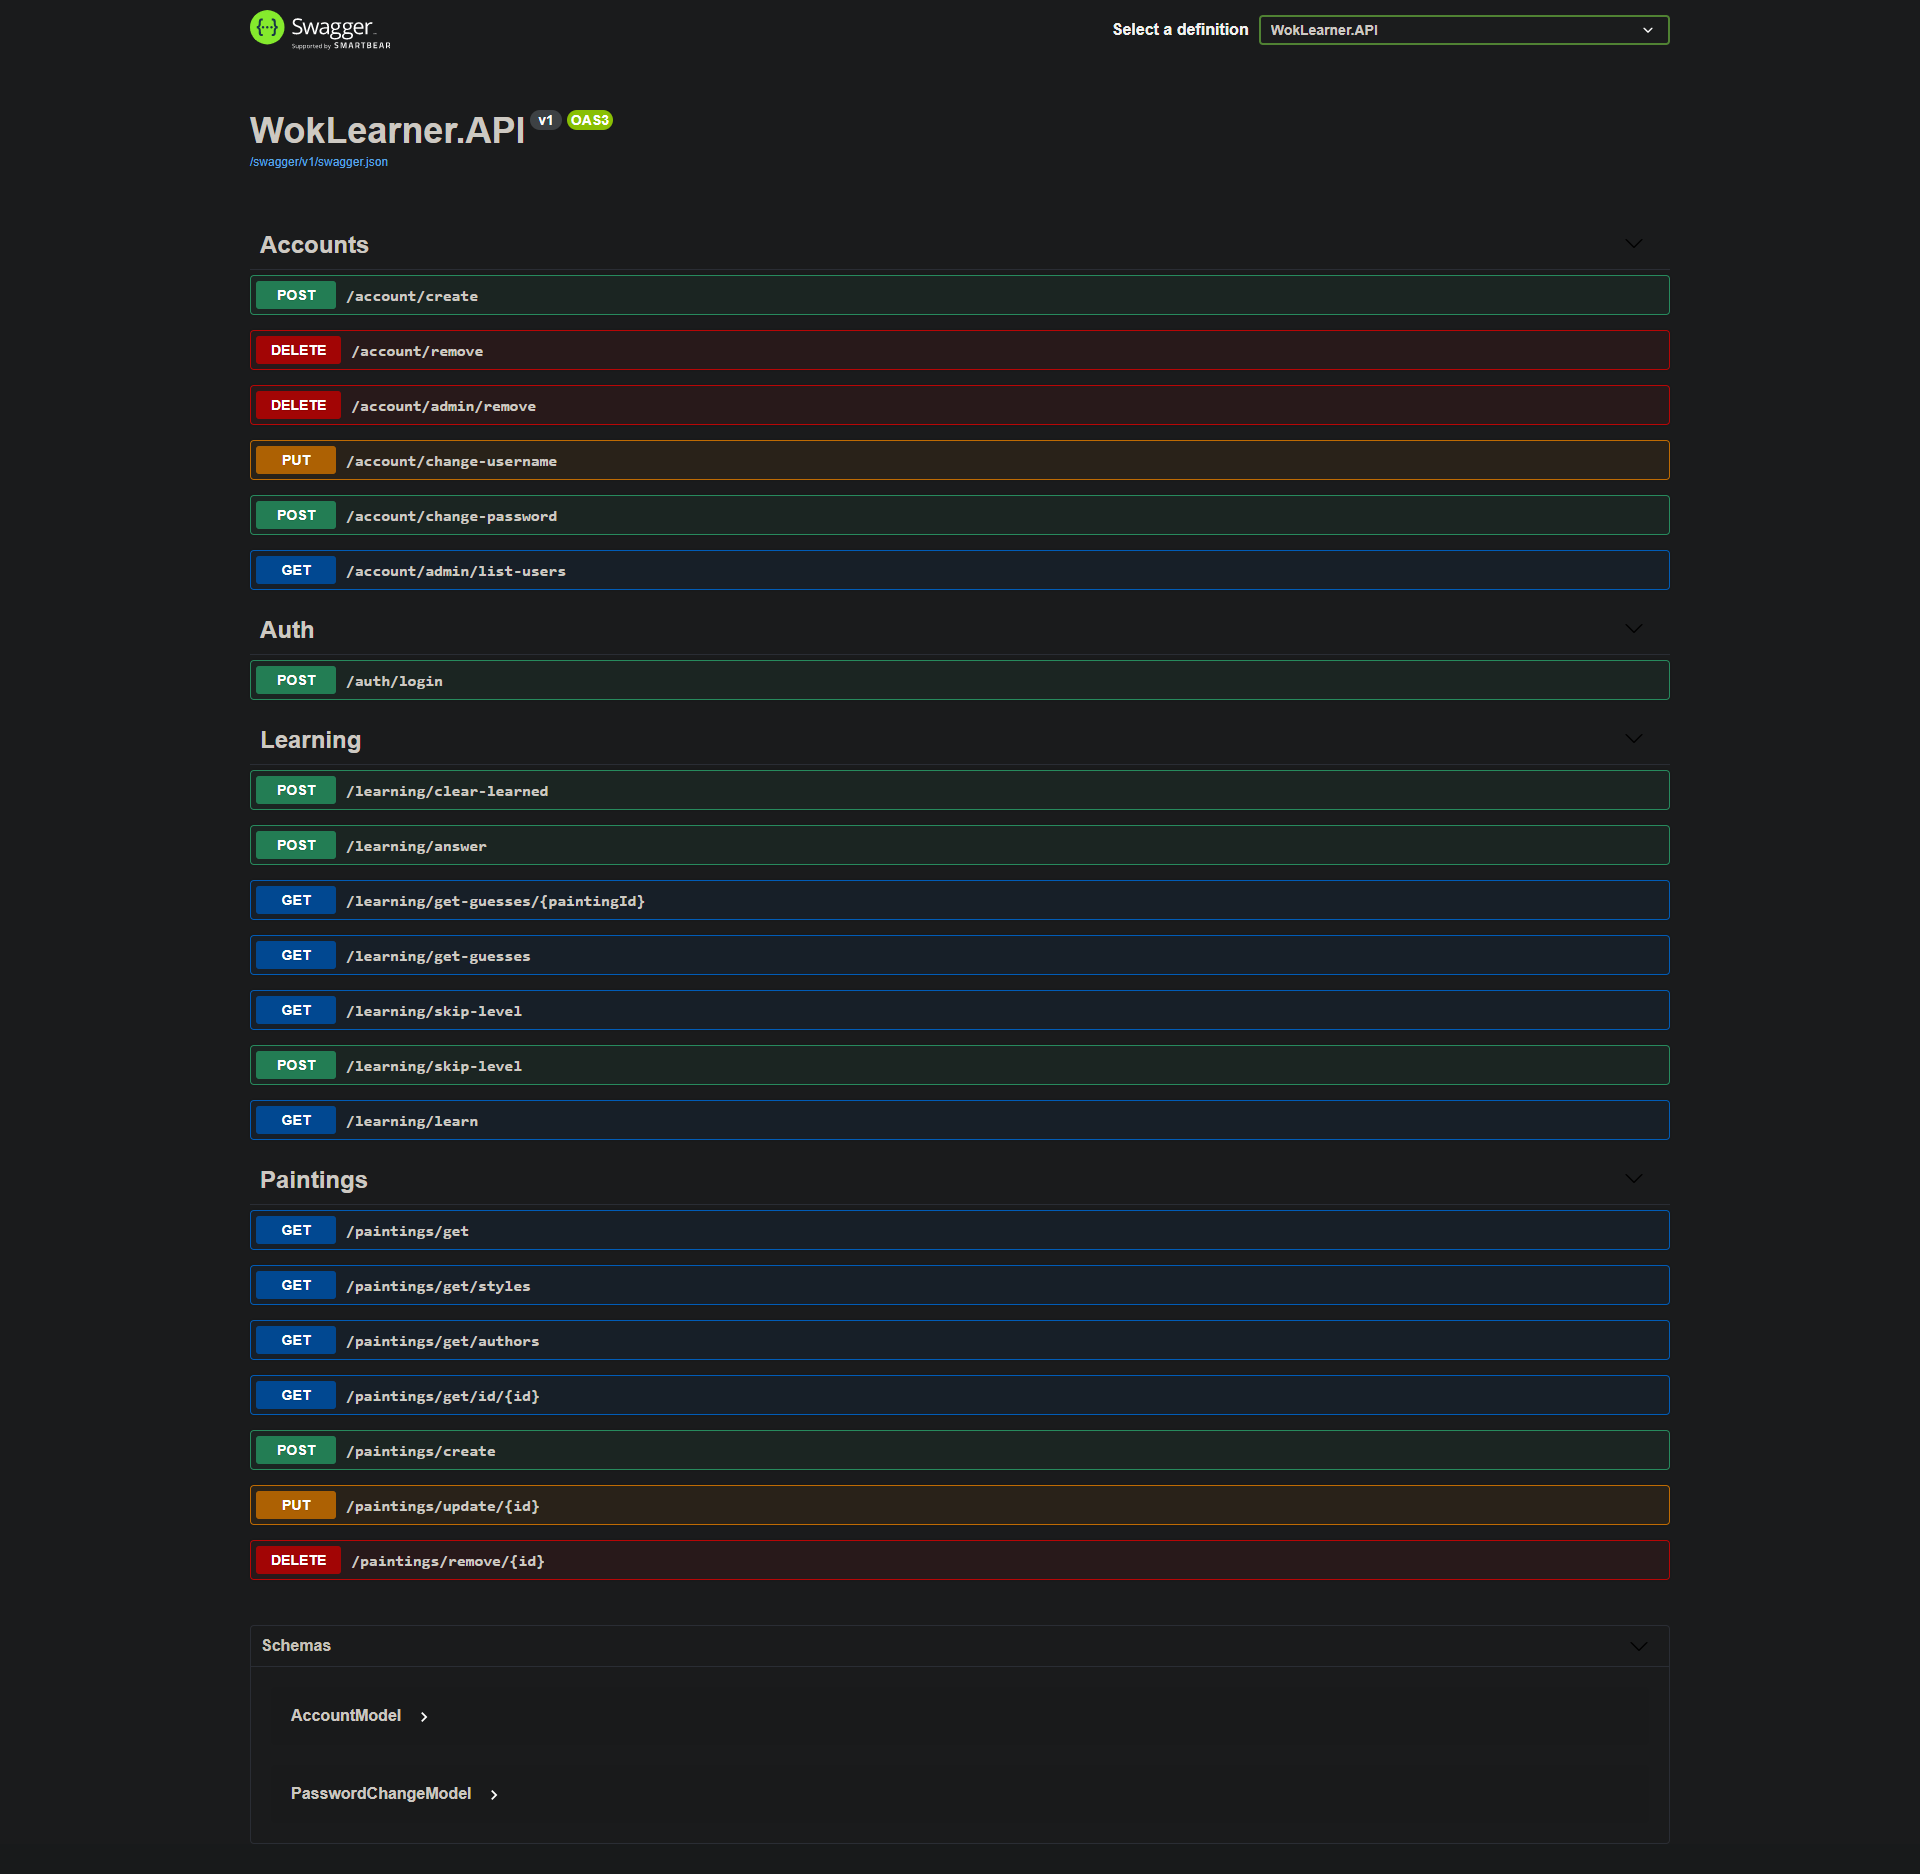 Swagger
Supported by SMARTBEAR
Select a definition
WokLearner.API
WokLearner.API v1 OAS3
/swagger/v1/swagger.json
Accounts
POST /account/create
DELETE /account/remove
DELETE /account/admin/remove
PUT /account/change-username
POST /account/change-password
GET /account/admin/list-users
Auth
POST /auth/login
Learning
POST /learning/clear-learned
POST /learning/answer
GET /learning/get-guesses/{paintingId}
GET /learning/get-guesses
GET /learning/skip-level
POST /learning/skip-level
GET /learning/learn
Paintings
GET /paintings/get
GET /paintings/get/styles
GET /paintings/get/authors
GET /paintings/get/id/{id}
POST /paintings/create
PUT /paintings/update/{id}
DELETE /paintings/remove/{id}
Schemas
AccountModel
PasswordChangeModel